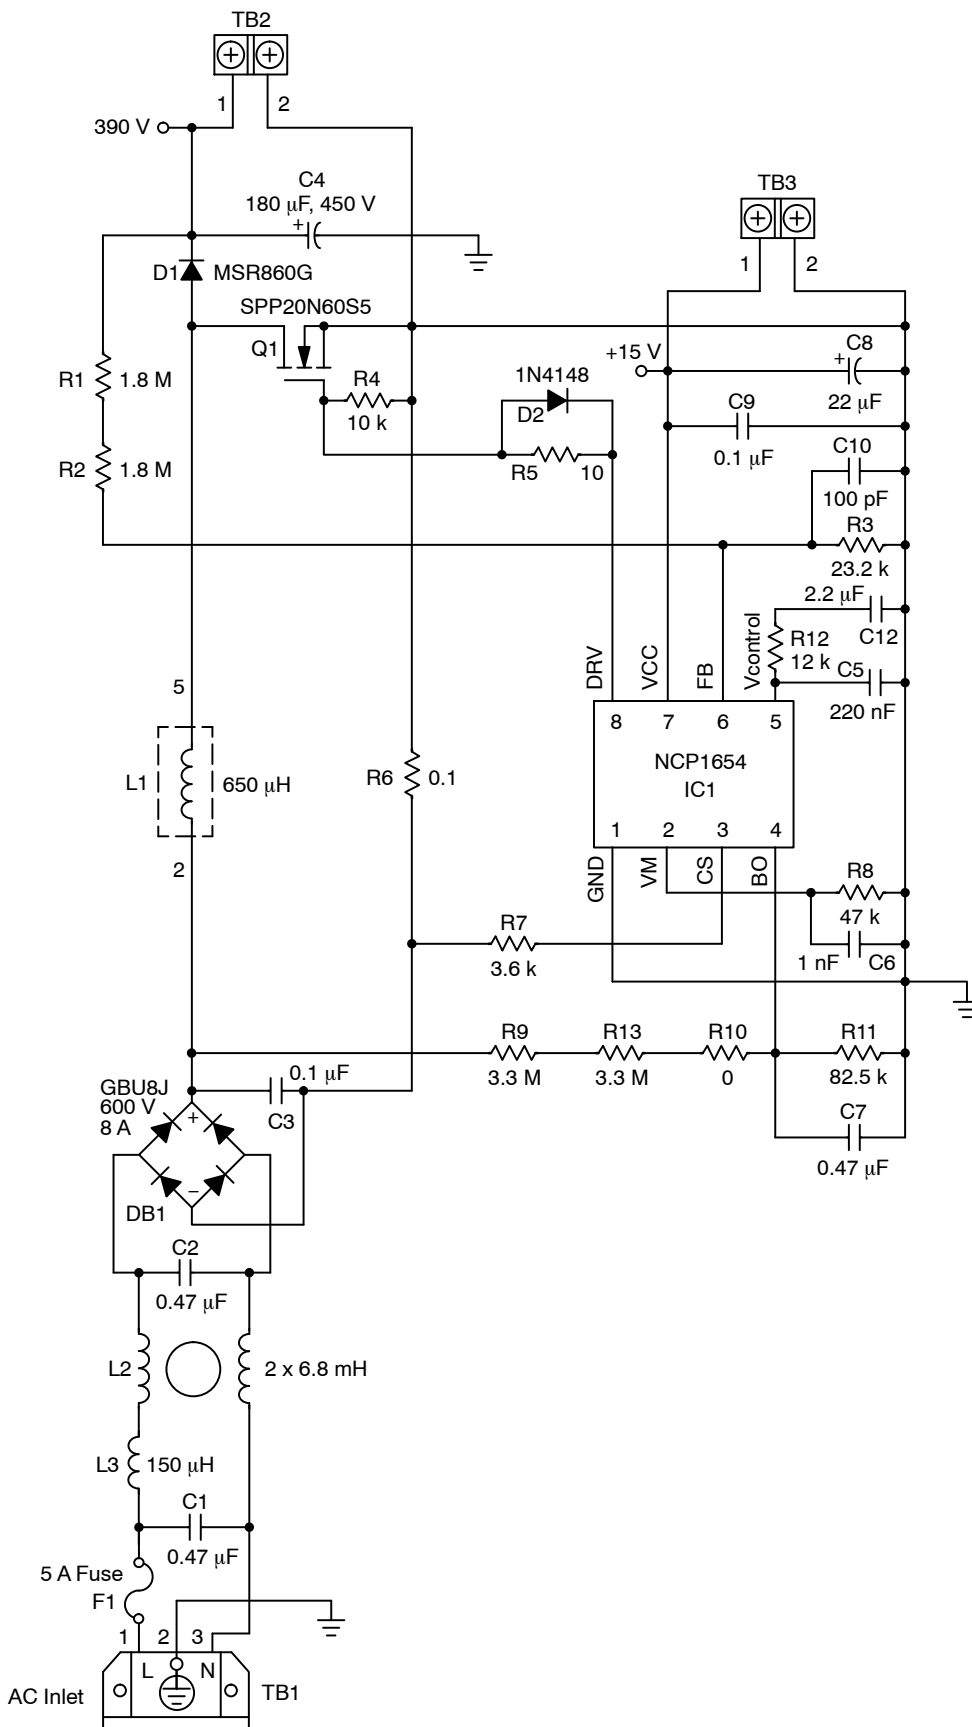 TB2
1 2
390 V
C4
180 μF, 450 V
+
TB3
1 2
D1 MSR860G
SPP20N60S5
Q1
+15 V
C8
+
22 μF
R1 1.8 M
R4
10 k
1N4148
D2
C9
0.1 μF
R2 1.8 M
R5 10
C10
100 pF
R3
23.2 k
2.2 μF
C12
R12
12 k
C5
220 nF
DRV
VCC
FB
Vcontrol
5
8 7 6 5
NCP1654
IC1
1 2 3 4
L1 650 μH
R6 0.1
2
GND
VM
CS
BO
R8
47 k
R7
3.6 k
1 nF C6
R9
3.3 M
R13
3.3 M
R10
0
R11
82.5 k
GBU8J
600 V
8 A
0.1 μF
C3
+
−
DB1
C7
0.47 μF
C2
0.47 μF
L2 2 x 6.8 mH
L3 150 μH
C1
0.47 μF
5 A Fuse
F1
1 2 3
L N
AC Inlet TB1